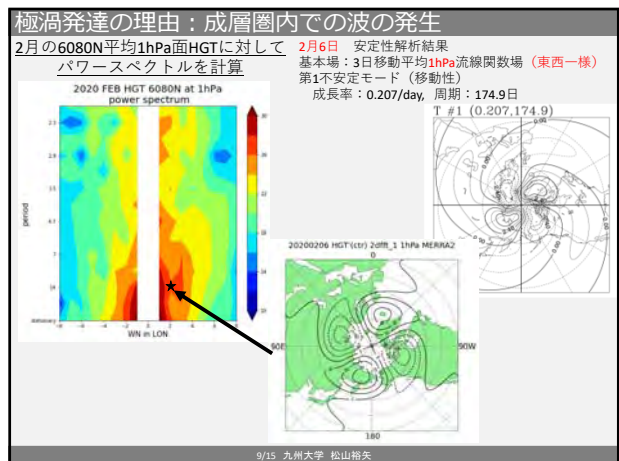 極渦発達の理由：成層圏内での波の発生
2月の6080N平均1hPa面HGTに対して
パワースペクトルを計算
2月6日　安定性解析結果
基本場：3日移動平均1hPa流線関数場（東西一様）
第1不安定モード（移動性）
成長率：0.207/day,　周期：174.9日
2020 FEB HGT 6080N at 1hPa
power spectrum
period
WN in LON
stationary
T #1 (0.207,174.9)
20200206 HGT'(ctr) 2dfft_1 1hPa MERRA2
0
90E
90W
180
9/15 九州大学 松山裕矢